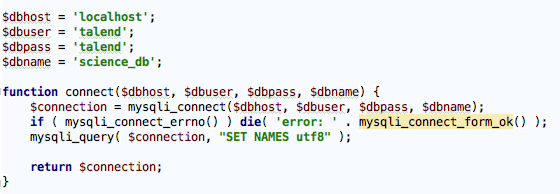 $dbhost = 'localhost';
$dbuser = 'talend';
$dbpass = 'talend';
$dbname = 'science_db';
function connect($dbhost, $dbuser, $dbpass, $dbname) {
$connection = mysqli_connect($dbhost, $dbuser, $dbpass, $dbname);
if ( mysqli_connect_errno() ) die( 'error: ' . mysqli_connect_form_ok() );
mysqli_query( $connection, "SET NAMES utf8" );
return $connection;
}